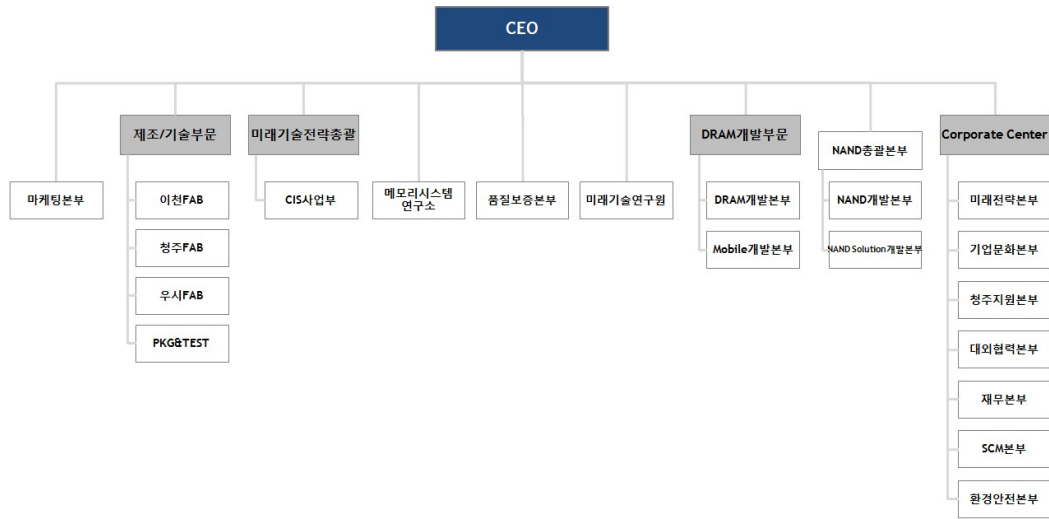 CEO
제조/기술부문
미래기술전략총괄
DRAM개발부문
NAND총괄본부
Corporate Center
마케팅본부
이천FAB
CIS사업부
메모리시스템
연구소
품질보증본부
미래기술연구원
DRAM개발본부
NAND개발본부
미래전략본부
청주FAB
Mobile개발본부
NAND Solution개발본부
기업문화본부
우시FAB
청주지원본부
PKG&TEST
대외협력본부
재무본부
SCM본부
환경안전본부